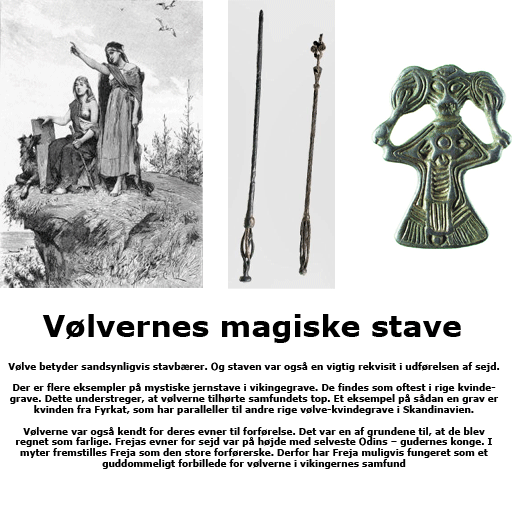 Vølvernes magiske stave
Vølve betyder sandsynligvis stavbærer. Og staven var også en vigtig rekvisit i udførelsen af sejd.
Der er flere eksempler på mystiske jernstave i vikingegrave. De findes som oftest i rige kvinde-
grave. Dette understreger, at vølverne tilhørte samfundets top. Et eksempel på sådan en grav er
kvinden fra Fyrkat, som har paralleller til andre rige vølve-kvindegrave i Skandinavien.
Vølverne var også kendt for deres evner til forførelse. Det var en af grundene til, at de blev
regnet som farlige. Frejas evner for sejd var på højde med selveste Odins – gudernes konge. I
myter fremstilles Freja som den store forførerske. Derfor har Freja muligvis fungeret som et
guddommeligt forbillede for vølverne i vikingernes samfund